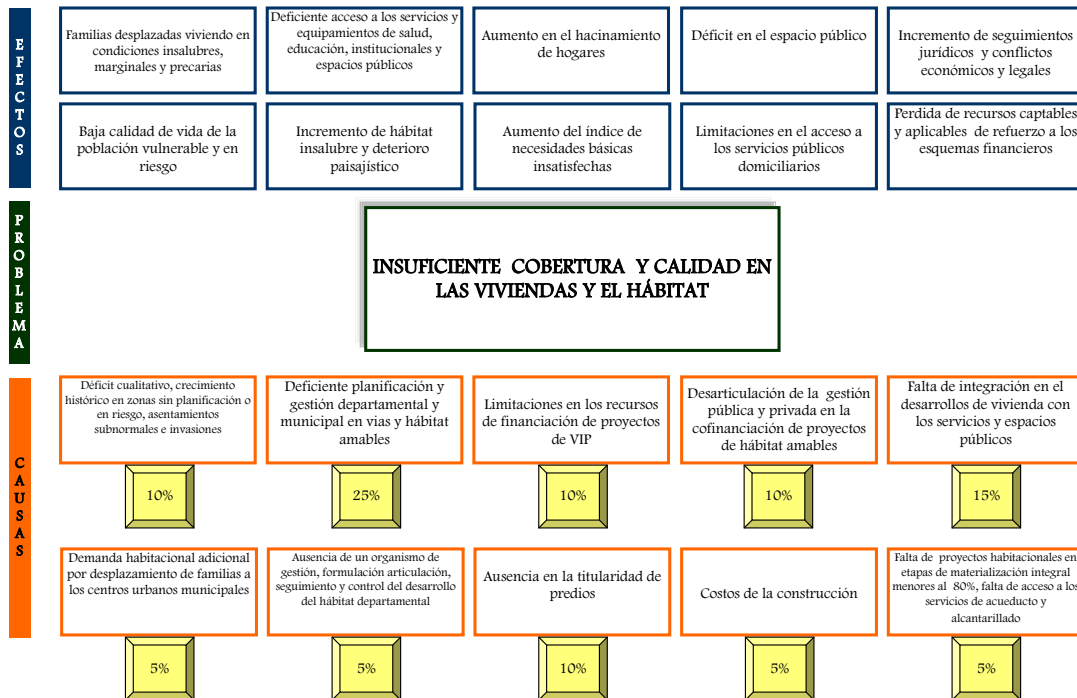 EFECTOS
Familias desplazadas viviendo en
condiciones insalubres,
marginales y precarias
Deficiente acceso a los servicios y
equipamientos de salud,
educación, institucionales y
espacios públicos
Aumento en el hacinamiento
de hogares
Déficit en el espacio público
Incremento de seguimientos
jurídicos y conflictos
económicos y legales
Baja calidad de vida de la
población vulnerable y en
riesgo
Incremento de hábitat
insalubre y deterioro
paisajístico
Aumento del índice de
necesidades básicas
insatisfechas
Limitaciones en el acceso a
los servicios públicos
domiciliarios
Perdida de recursos captables
y aplicables de refuerzo a los
esquemas financieros
PROBLEMA
INSUFICIENTE COBERTURA Y CALIDAD EN
LAS VIVIENDAS Y EL HÁBITAT
CAUSAS
Déficit cualitativo, crecimiento
histórico en zonas sin planificación o
en riesgo, asentamientos
subnormales e invasiones
Deficiente planificación y
gestión departamental y
municipal en vias y hábitat
amables
Limitaciones en los recursos
de financiación de proyectos
de VIP
Desarticulación de la gestión
pública y privada en la
cofinanciación de proyectos
de hábitat amables
Falta de integración en el
desarrollos de vivienda con
los servicios y espacios
públicos
10%
25%
10%
10%
15%
Demanda habitacional adicional
por desplazamiento de familias a
los centros urbanos municipales
Ausencia de un organismo de
gestión, formulación articulación,
seguimiento y control del desarrollo
del hábitat departamental
Ausencia en la titularidad de
predios
Costos de la construcción
Falta de proyectos habitacionales en
etapas de materialización integral
menores al 80%, falta de acceso a los
servicios de acueducto y
alcantarillado
5%
5%
10%
5%
5%